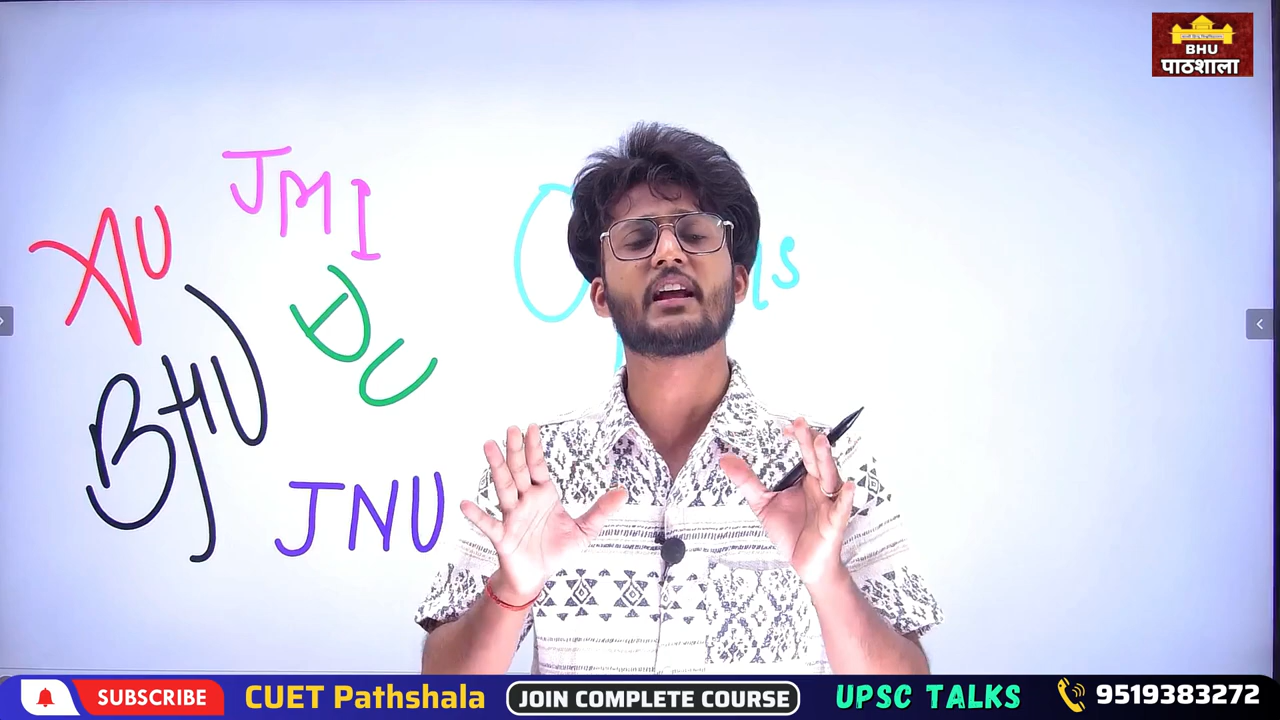 BHU
पाठशाला
JMI
AU
DU
BHU
JNU
SUBSCRIBE
CUET Pathshala
JOIN COMPLETE COURSE
UPSC TALKS
9519383272